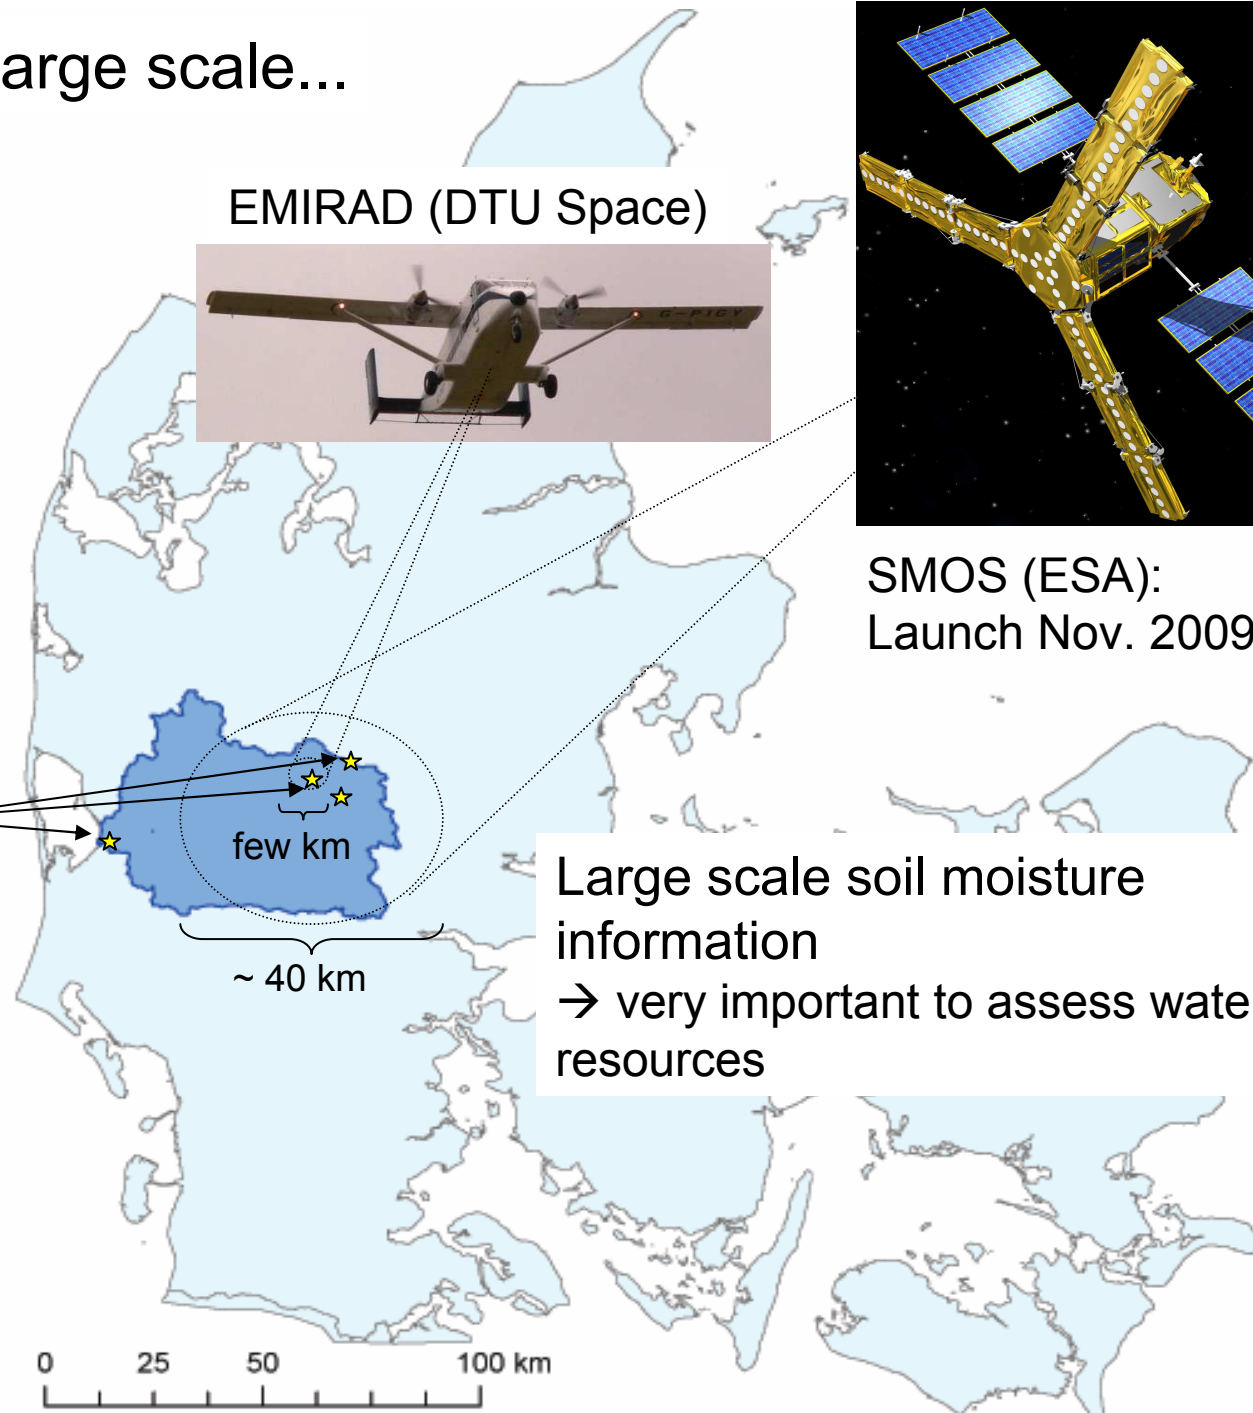 arge scale...
EMIRAD (DTU Space)
G-PIGY
SMOS (ESA):
Launch Nov. 2009
few km
~ 40 km
Large scale soil moisture
information
→ very important to assess wate
resources
0 25 50 100 km